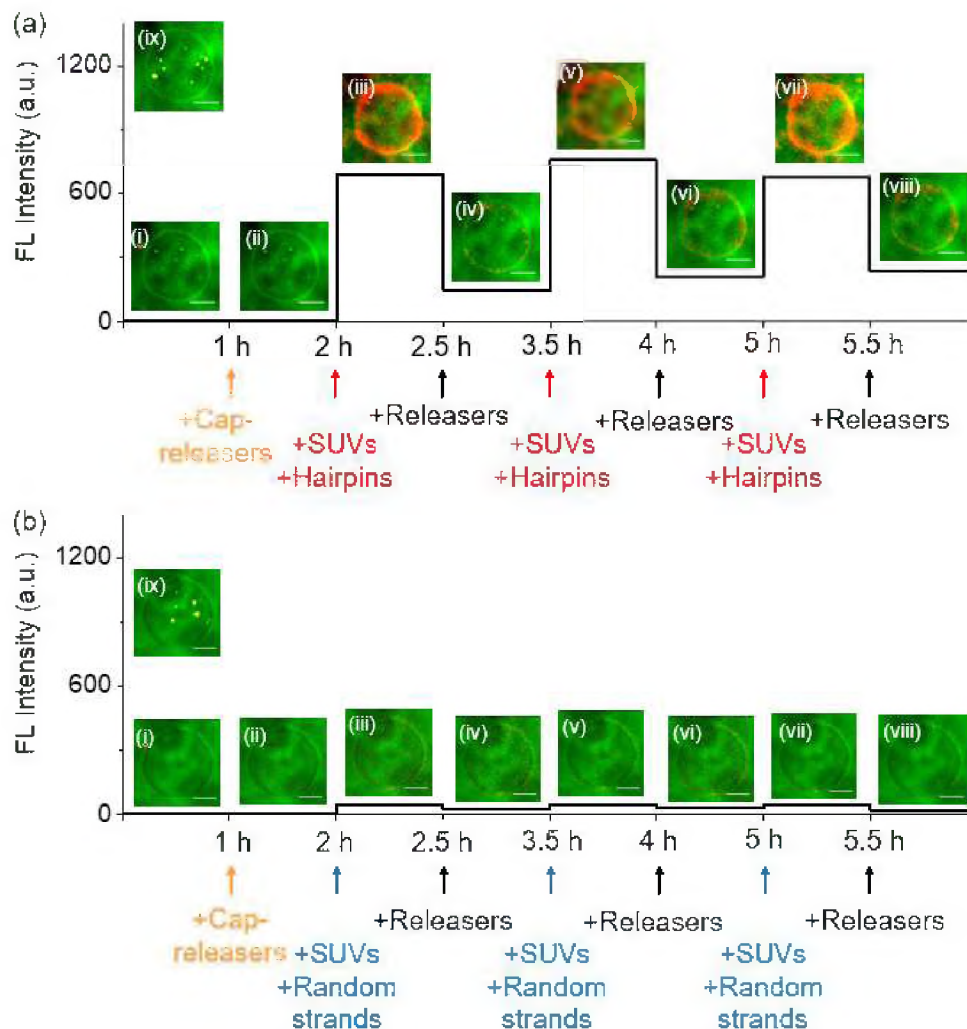 (a)
FL Intensity (a.u.)
1200
600
0
(ix)
(iii)
(v)
(vii)
(i)
(ii)
(iv)
(vi)
(viii)
1 h
2 h
2.5 h
3.5 h
4 h
5 h
5.5 h
+Cap-
releasers
+SUVs
+Hairpins
+Releasers
+SUVs
+Hairpins
+Releasers
+SUVs
+Hairpins
+Releasers
(b)
FL Intensity (a.u.)
1200
600
0
(ix)
(i)
(ii)
(iii)
(iv)
(v)
(vi)
(vii)
(viii)
1 h
2 h
2.5 h
3.5 h
4 h
5 h
5.5 h
+Cap-
releasers
+SUVs
+Random
strands
+Releasers
+SUVs
+Random
strands
+Releasers
+SUVs
+Random
strands
+Releasers